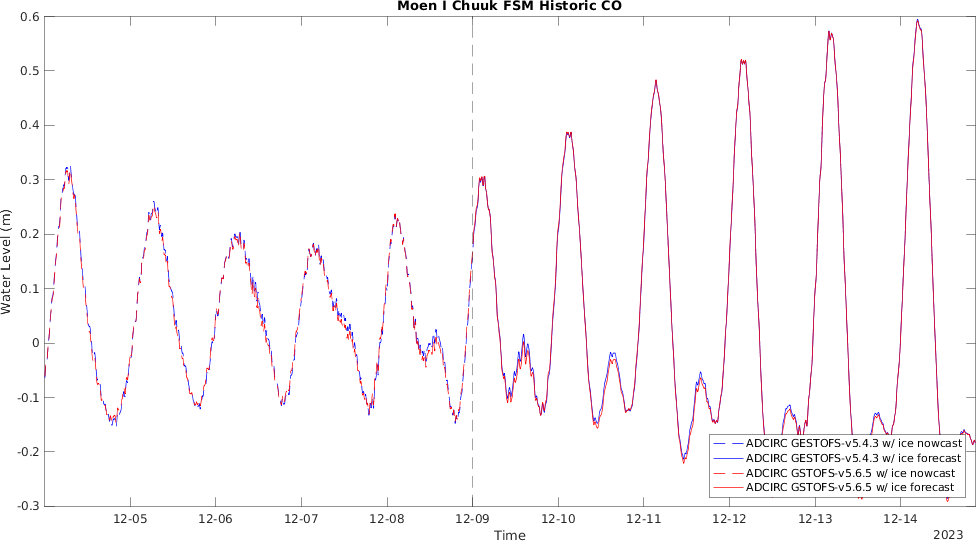 Moen I Chuuk FSM Historic CO
0.6
0.5
0.4
0.3
0.2
0.1
0
-0.1
-0.2
-0.3
Water Level (m)
ADCIRC GESTOFS-v5.4.3 w/ ice nowcast
ADCIRC GESTOFS-v5.4.3 w/ ice forecast
ADCIRC GSTOFS-v5.6.5 w/ ice nowcast
ADCIRC GSTOFS-v5.6.5 w/ ice forecast
12-05 12-06 12-07 12-08 12-09 12-10 12-11 12-12 12-13 12-14
Time
2023